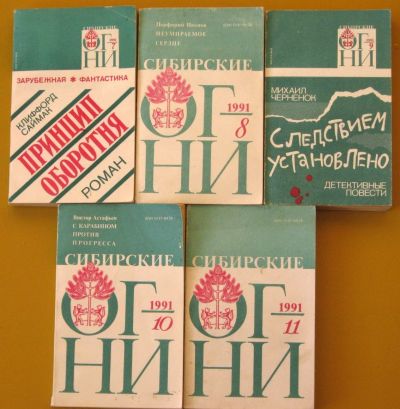 СИБИРСКИЕ
ОГ
НИ
7
ЗАРУБЕЖНАЯ * ФАНТАСТИКА
КЛИФФОРД
САЙМАК
ПРИНЦИП
ОБОРОТНЯ
РОМАН
НЕУМИРАЕМОЕ
СЕРДЦЕ
СИБИРСКИЕ
1991
8
ОГ
НИ
СИБИРСКИЕ
ОГ
НИ
9
МИХАИЛ
ЧЕРНЕНОК
СЛЕДСТВИЕМ
УСТАНОВЛЕНО
ДЕТЕКТИВНЫЕ
ПОВЕСТИ
Виктор Астафьев
С КАРАБИНОМ
ПРОТИВ
ПРОГРЕССА
СИБИРСКИЕ
1991
10
ОГ
НИ
СИБИРСКИЕ
1991
11
ОГ
НИ